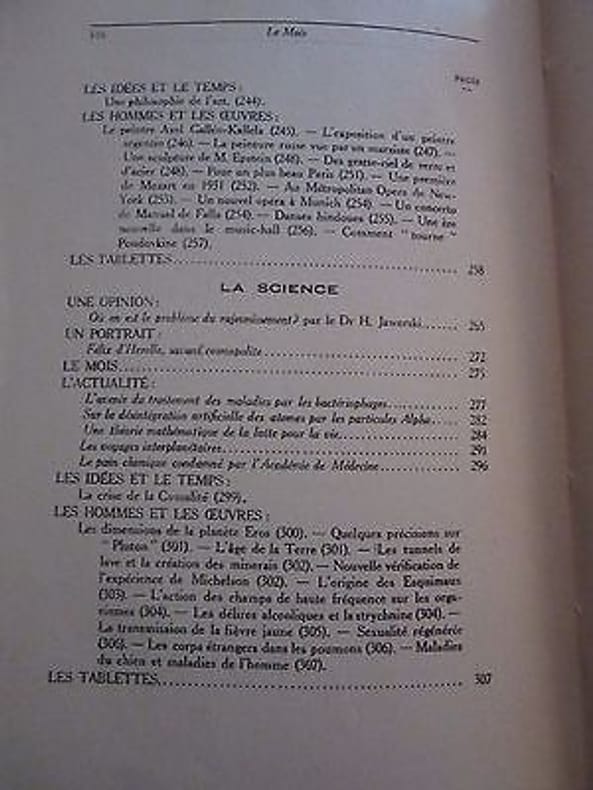 Le Mois
PAGES
LES IDÉES ET LE TEMPS :
Une philosophie de l'art. (244).
LES HOMMES ET LES ŒUVRES :
Le peintre Axel Gallén-Kallela (245). — L'exposition d'un peintre
argentin (246). — La peinture russe vue par un marxiste (247). —
Une sculpture de M. Epstein (248). — Des gratte-ciel de verre et
d'acier (248). — Pour un plus beau Paris (251). — Une première
de Mozart en 1931 (252). — Au Métropolitan Opera de New-
York (253). — Un nouvel opéra à Munich (254). — Un concerto
de Manuel de Falla (254). — Danses hindoues (255). — Une ère
nouvelle dans le music-hall (256). — Comment "tourne"
Poudovkine (257).
LES TABLETTES........ 258
LA SCIENCE
UNE OPINION :
Où en est le problème du rajeunissement? par le Dr H. Jaworski...... 265
UN PORTRAIT :
Félix d'Herelle, savant cosmopolite........ 272
LE MOIS........ 275
L'ACTUALITÉ :
L'avenir du traitement des maladies par les bactériophages........ 277
Sur la désintégration artificielle des atomes par les particules Alpha..... 282
Une théorie mathématique de la lutte pour la vie........ 284
Les voyages interplanétaires........ 291
Le pain chimique condamné par l'Académie de Médecine........ 296
LES IDÉES ET LE TEMPS :
La crise de la Causalité (299).
LES HOMMES ET LES ŒUVRES :
Les dimensions de la planète Eros (300). — Quelques précisions sur
"Pluton" (301). — L'âge de la Terre (301). — Les tunnels de
lave et la création des minerais (302). — Nouvelle vérification de
l'expérience de Michelson (302). — L'origine des Esquimaux
(303). — L'action des champs de haute fréquence sur les orga-
nismes (304). — Les délires alcooliques et la strychnine (304). —
La transmission de la fièvre jaune (305). — Sexualité régénérée
(306). — Les corps étrangers dans les poumons (306). — Maladies
du chien et maladies de l'homme (307).
LES TABLETTES........ 307